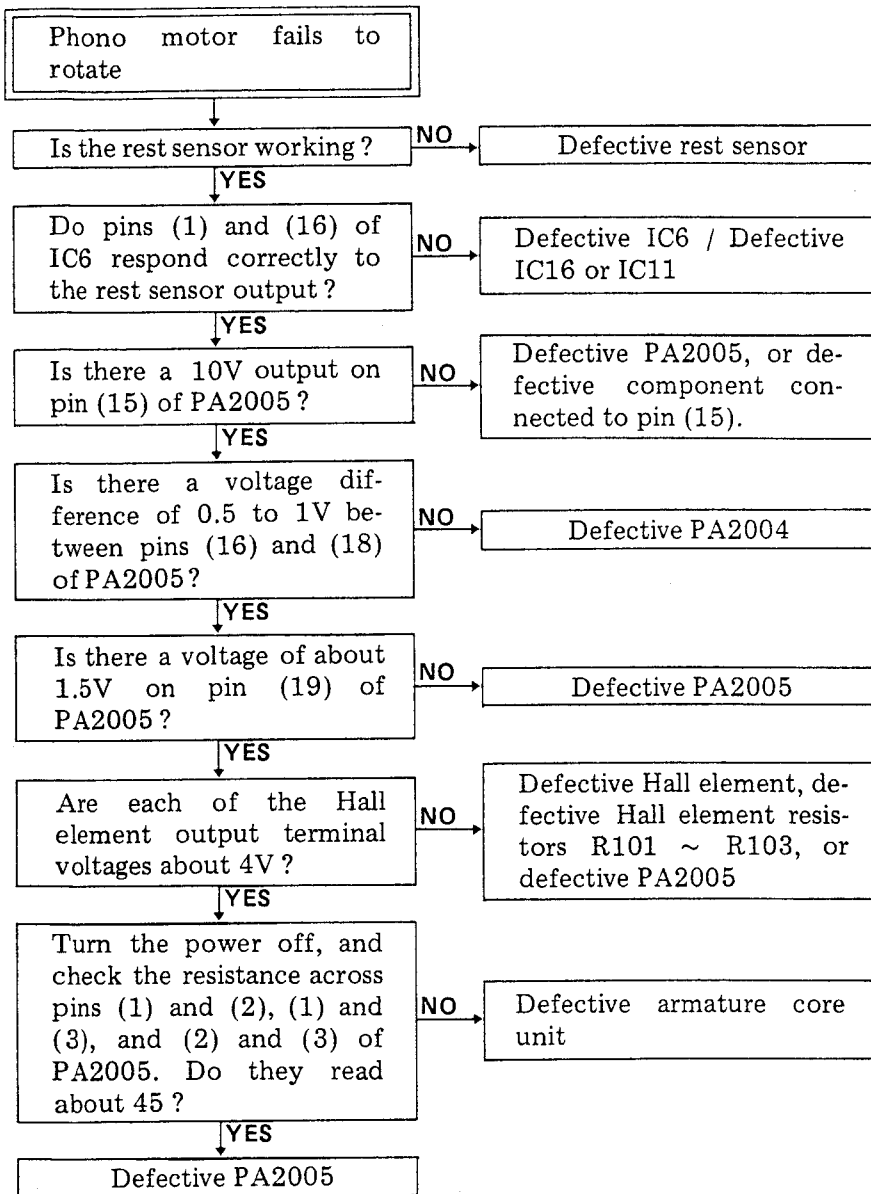 Phono motor fails to
rotate
Is the rest sensor working ?
NO
Defective rest sensor
YES
Do pins (1) and (16) of
IC6 respond correctly to
the rest sensor output ?
NO
Defective IC6 / Defective
IC16 or IC11
YES
Is there a 10V output on
pin (15) of PA2005 ?
NO
Defective PA2005, or de-
fective component con-
nected to pin (15).
YES
Is there a voltage dif-
ference of 0.5 to 1V be-
tween pins (16) and (18)
of PA2005?
NO
Defective PA2004
YES
Is there a voltage of about
1.5V on pin (19) of
PA2005 ?
NO
Defective PA2005
YES
Are each of the Hall
element output terminal
voltages about 4V ?
NO
Defective Hall element, de-
fective Hall element resis-
tors R101 ~ R103, or
defective PA2005
YES
Turn the power off, and
check the resistance across
pins (1) and (2), (1) and
(3), and (2) and (3) of
PA2005. Do they read
about 45 ?
NO
Defective armature core
unit
YES
Defective PA2005